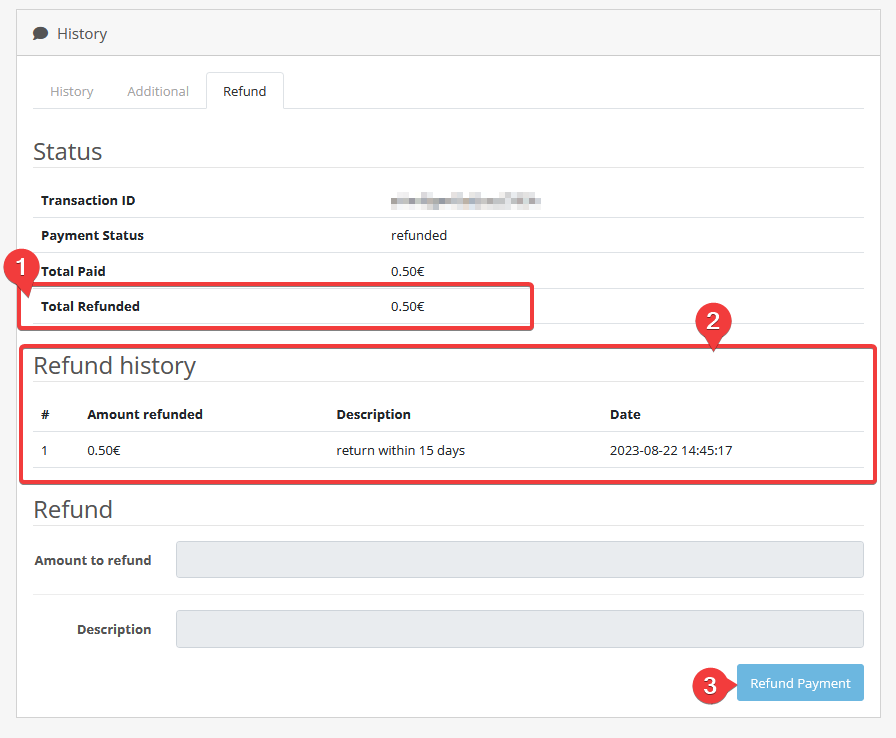 History
History Additional Refund
Status
Transaction ID
Payment Status refunded
1
Total Paid 0.50€
Total Refunded 0.50€
2
Refund history
# Amount refunded Description Date
1 0.50€ return within 15 days 2023-08-22 14:45:17
Refund
Amount to refund
Description
3 Refund Payment